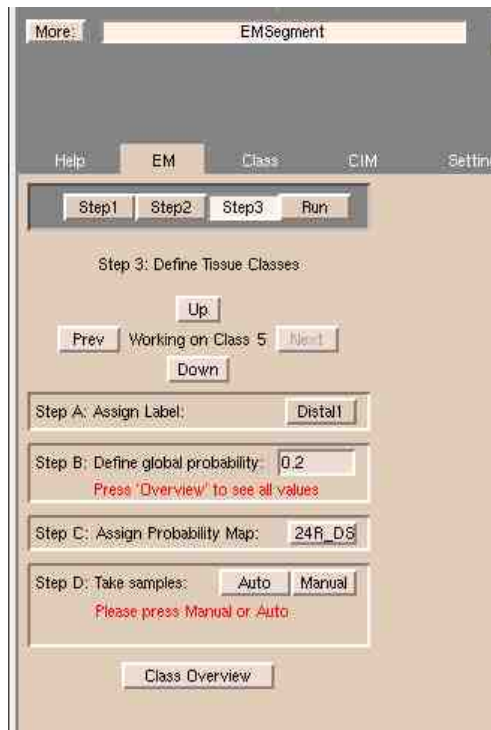 More: EMSegment
Help EM Class CIM Settin
Step1 Step2 Step3 Run
Step 3: Define Tissue Classes
Up
Prev Working on Class 5 Next
Down
Step A: Assign Label: Distal1
Step B: Define global probability: 0.2
Press 'Overview' to see all values
Step C: Assign Probability Map: 24R_DS
Step D: Take samples: Auto Manual
Please press Manual or Auto
Class Overview